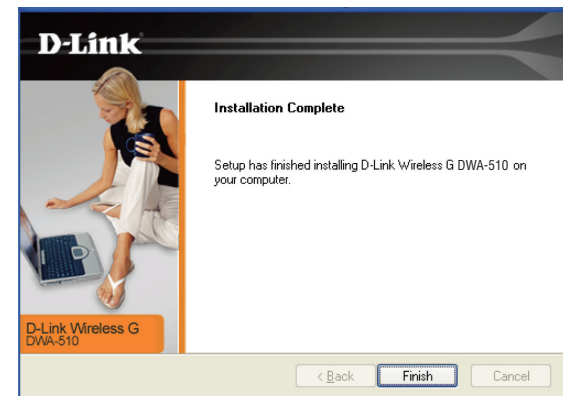 D-Link
Installation Complete
Setup has finished installing D-Link Wireless G DWA-510 on
your computer.
D-Link Wireless G
DWA-510
< Back
Finish
Cancel